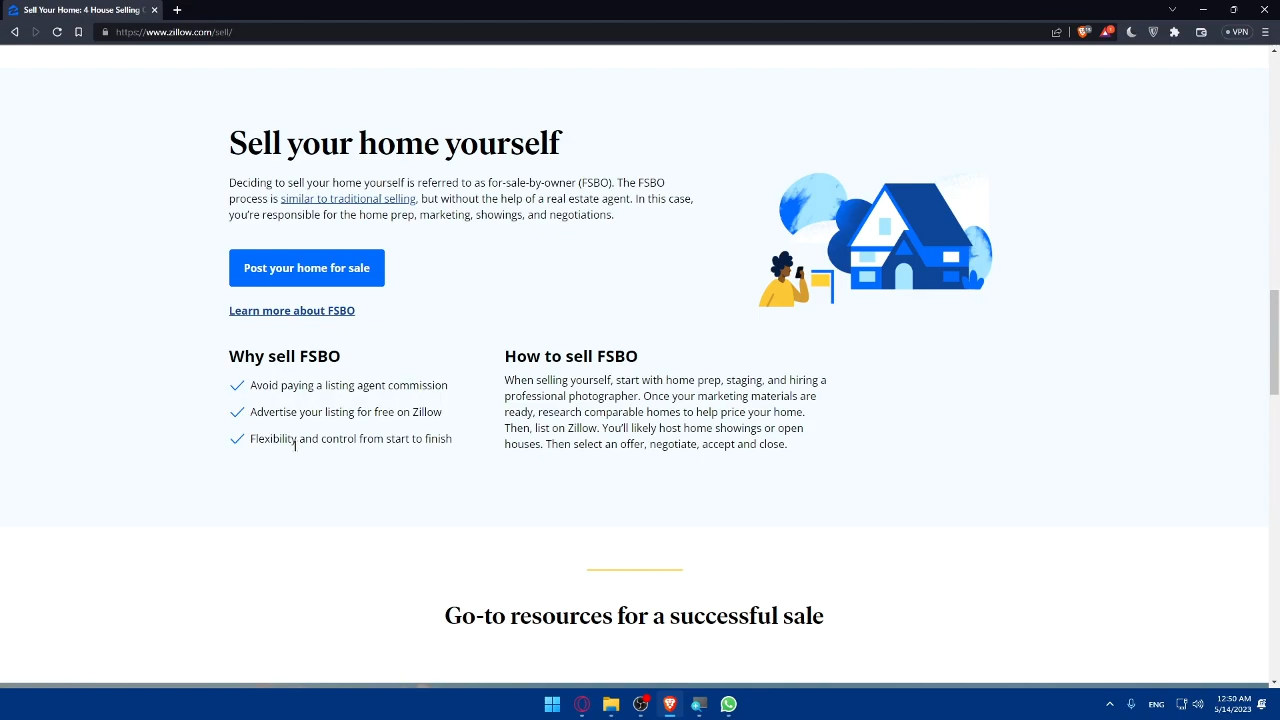 Sell Your Home: 4 House Selling
https://www.zillow.com/sell/
VPN
Sell your home yourself
Deciding to sell your home yourself is referred to as for-sale-by-owner (FSBO). The FSBO
process is similar to traditional selling, but without the help of a real estate agent. In this case,
you’re responsible for the home prep, marketing, showings, and negotiations.
Post your home for sale
Learn more about FSBO
Why sell FSBO
Avoid paying a listing agent commission
Advertise your listing for free on Zillow
Flexibility and control from start to finish
How to sell FSBO
When selling yourself, start with home prep, staging, and hiring a
professional photographer. Once your marketing materials are
ready, research comparable homes to help price your home.
Then, list on Zillow. You’ll likely host home showings or open
houses. Then select an offer, negotiate, accept and close.
Go-to resources for a successful sale
ENG
12:50 AM
5/14/2023